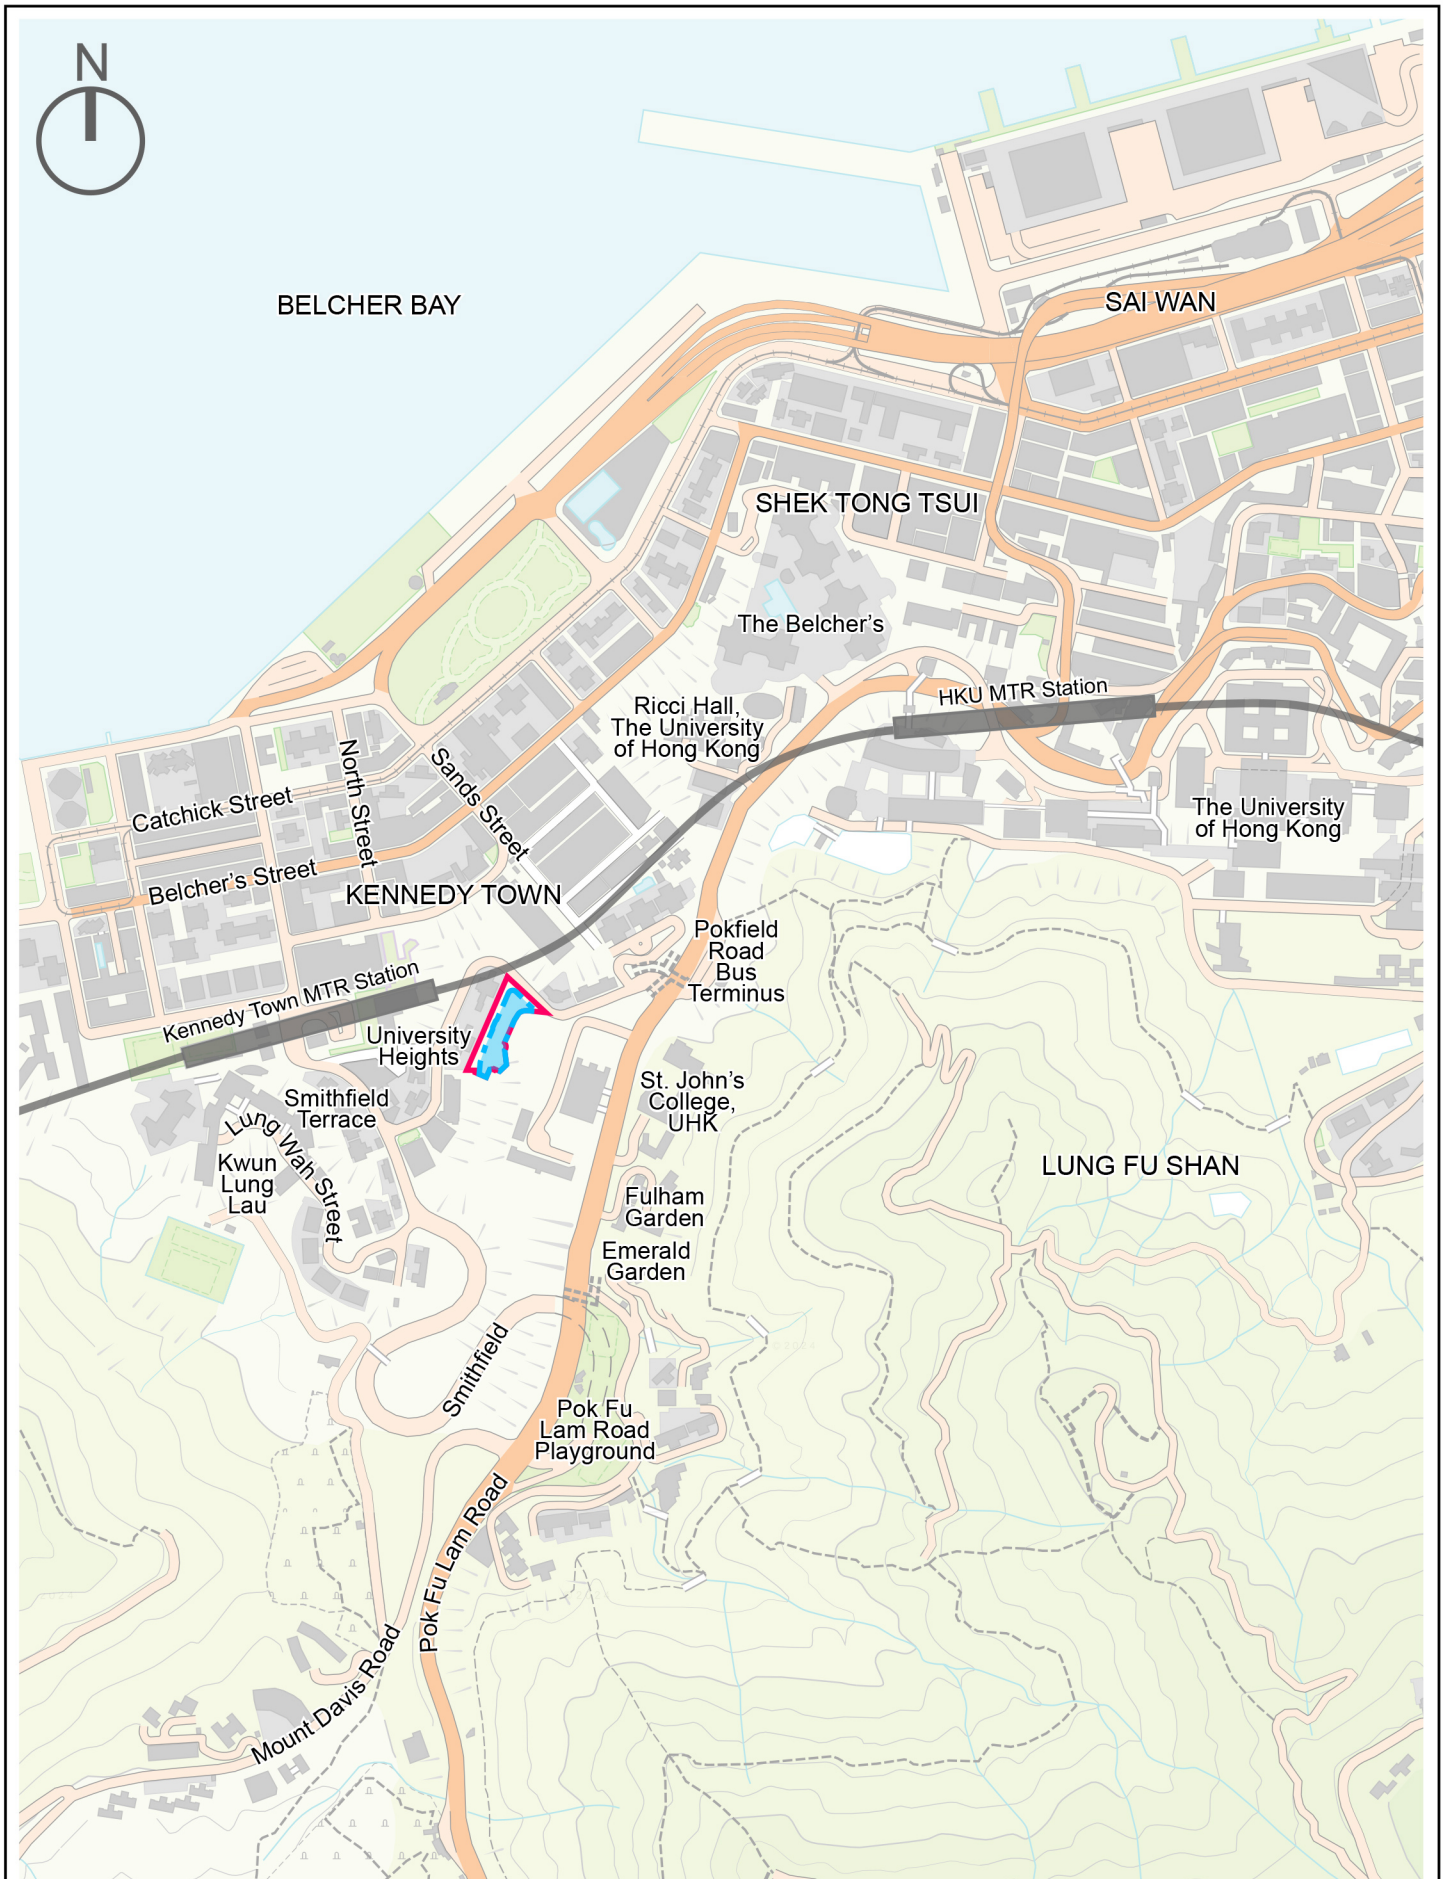 N
BELCHER BAY
SAI WAN
SHEK TONG TSUI
The Belcher's
HKU MTR Station
Ricci Hall,
The University
of Hong Kong
North Street
Sands Street
Catchick Street
The University
of Hong Kong
Belcher's Street
KENNEDY TOWN
Pokfield
Road
Bus
Terminus
Kennedy Town MTR Station
University
Heights
St. John's
College,
UHK
Smithfield
Terrace
Lung Wah Street
Kwun
Lung
Lau
LUNG FU SHAN
Fulham
Garden
Emerald
Garden
©2024
Smithfield
Pok Fu
Lam Road
Playground
Pok Fu Lam Road
Mount Davis Road